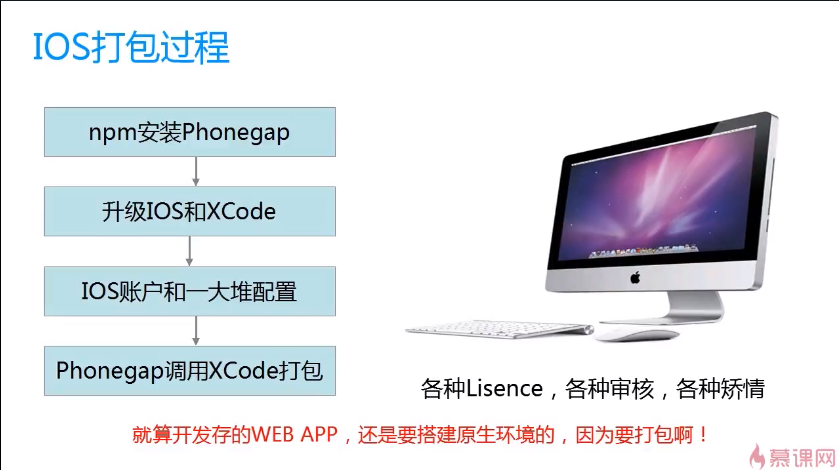 IOS打包过程
npm安装Phonegap
升级IOS和XCode
IOS账户和一大堆配置
Phonegap调用XCode打包
各种Lisence，各种审核，各种矫情
就算开发存的WEB APP，还是要搭建原生环境的，因为要打包啊！
慕课网